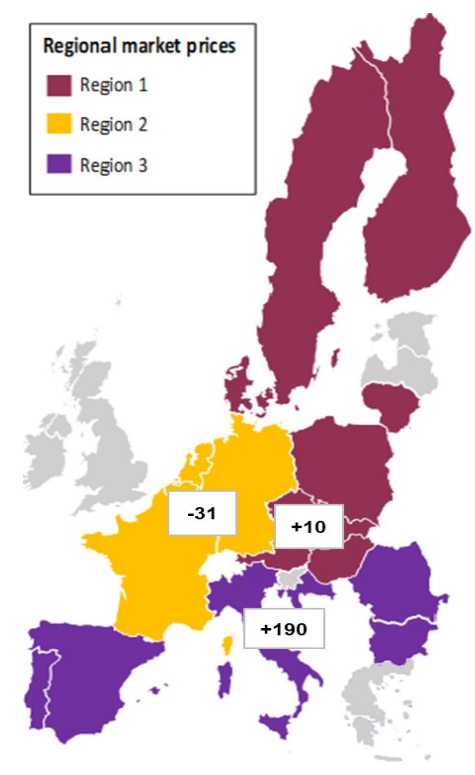 Regional market prices
Region 1
Region 2
Region 3
-31
+10
+190